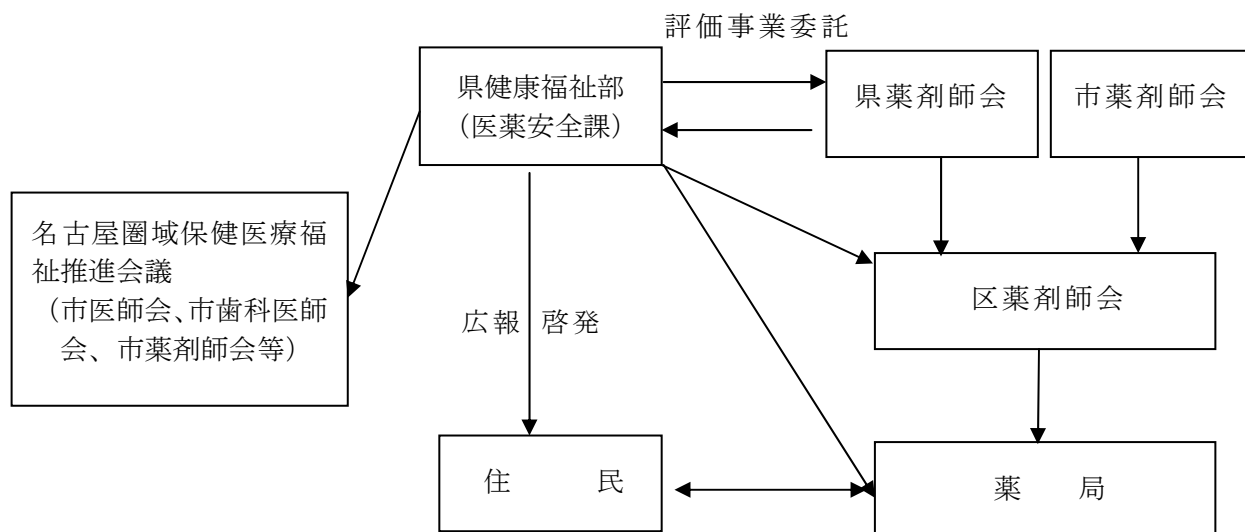 評価事業委託
県健康福祉部
（医薬安全課）
県薬剤師会
市薬剤師会
名古屋圏域保健医療福
祉推進会議
（市医師会、市歯科医師
会、市薬剤師会等）
区薬剤師会
広報 啓発
住 民
薬 局